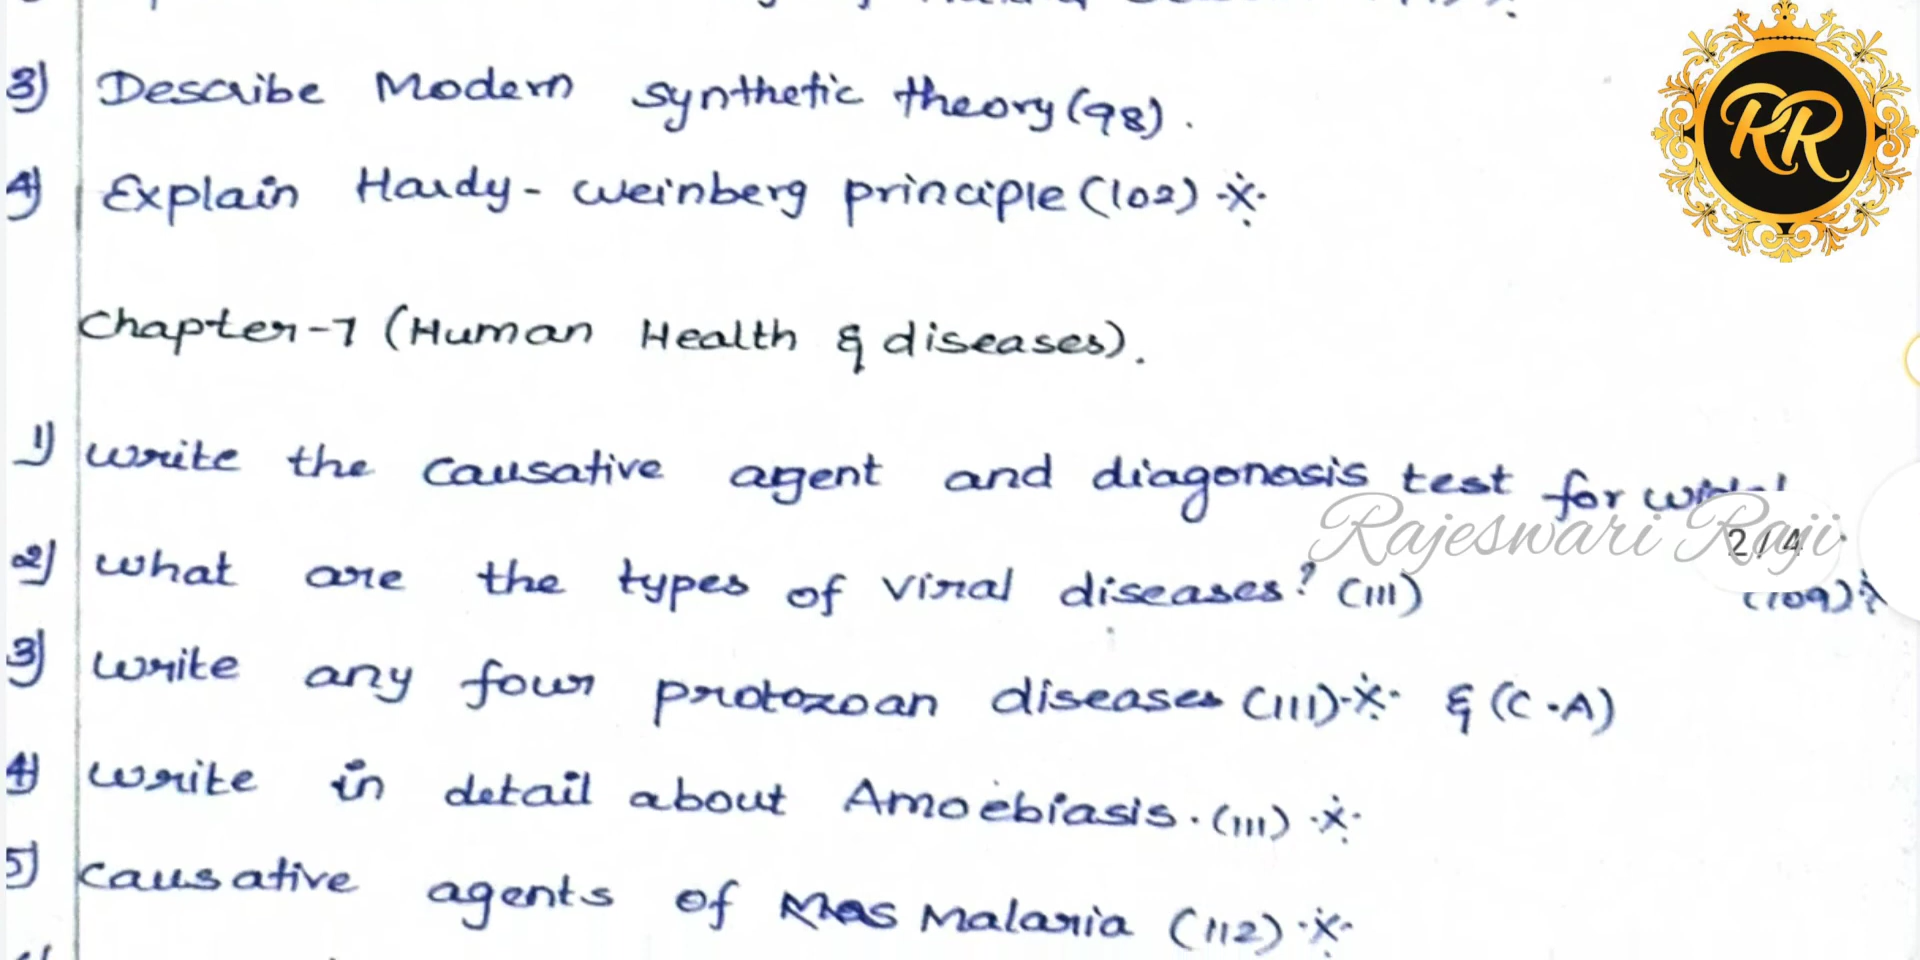 3) Describe Modern synthetic theory (98).
RR
4) Explain Hardy-weinberg principle (102) ※
Chapter-7 (Human Health & diseases).
1) write the causative agent and diagonosis test for
Rajeswari Raji
2/4
2) what are the types of viral diseases? (111) (109) ※
3) write any four protozoan diseases (111) ※ & (C.A)
4) write in detail about Amoebiasis. (111) ※
5) causative agents of Malaria (112) ※